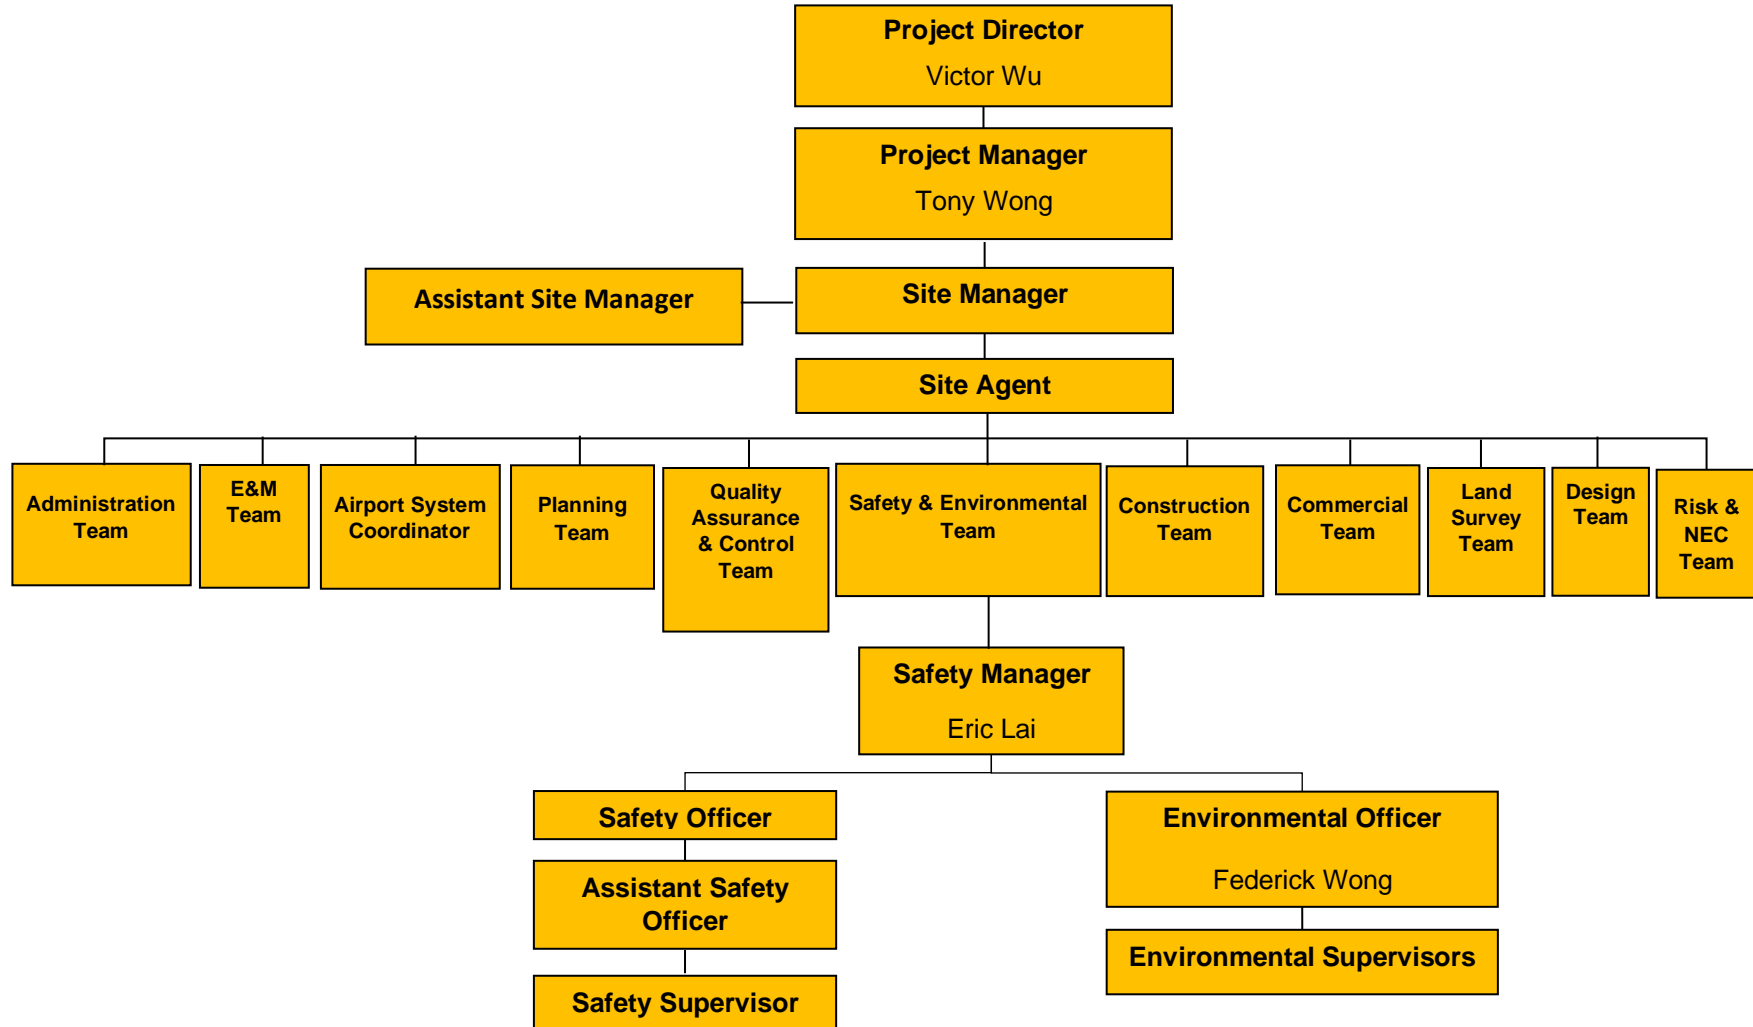 Project Director
Victor Wu
Project Manager
Tony Wong
Assistant Site Manager
Site Manager
Site Agent
Administration
Team
E&M
Team
Airport System
Coordinator
Planning
Team
Quality
Assurance
& Control
Team
Safety & Environmental
Team
Construction
Team
Commercial
Team
Land
Survey
Team
Design
Team
Risk &
NEC
Team
Safety Manager
Eric Lai
Safety Officer
Assistant Safety
Officer
Safety Supervisor
Environmental Officer
Federick Wong
Environmental Supervisors